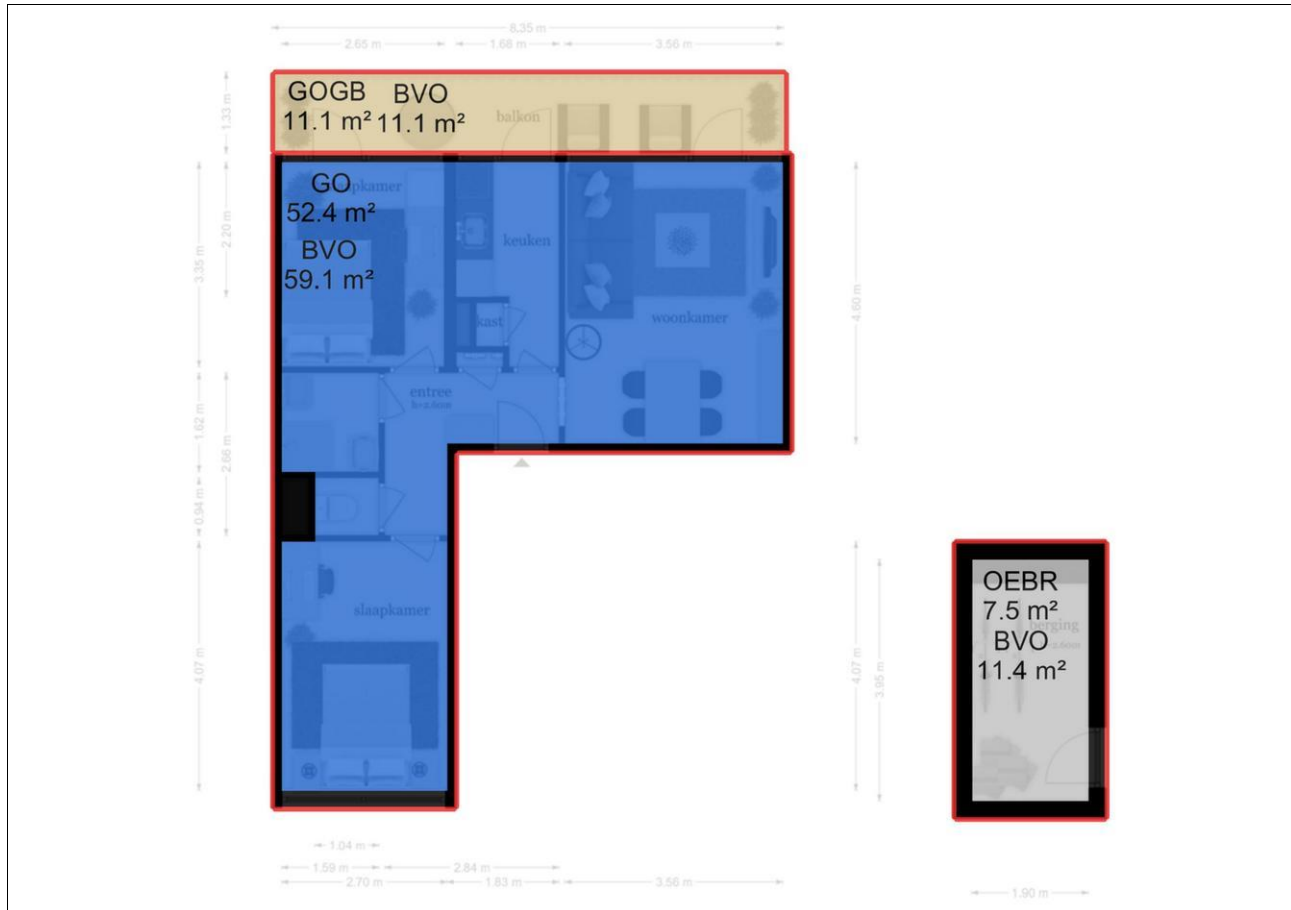 8.35 m
2.65 m
1.68 m
3.56 m
GOGB BVO
11.1 m² 11.1 m²
balkon
1.33 m
GO
52.4 m²
BVO
59.1 m²
keuken
kast
woonkamer
entree
h=2.60m
2.20 m
3.35 m
4.60 m
1.62 m
2.66 m
0.94 m
slaapkamer
4.07 m
4.07 m
3.95 m
OEBR
7.5 m²
berging
BVO
11.4 m²
1.04 m
1.59 m
2.84 m
2.70 m
1.83 m
3.56 m
1.90 m